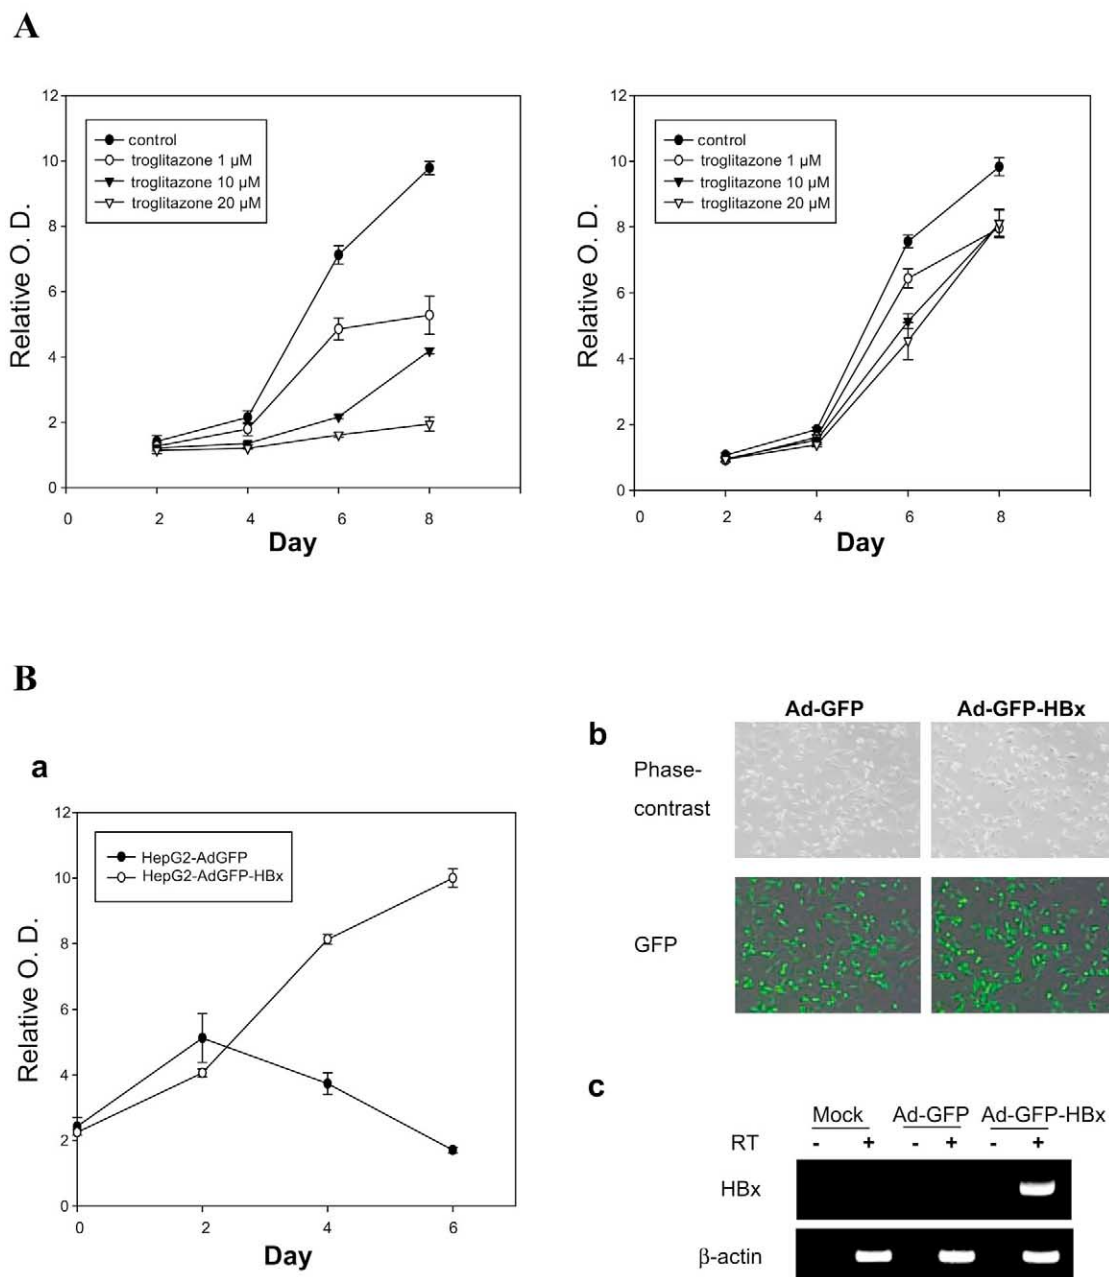 A
12
10
8
6
4
2
0
Relative O. D.
control
troglitazone 1 µM
troglitazone 10 µM
troglitazone 20 µM
0 2 4 6 8
Day
12
10
8
6
4
2
0
Relative O. D.
control
troglitazone 1 µM
troglitazone 10 µM
troglitazone 20 µM
0 2 4 6 8
Day
B
a
12
10
8
6
4
2
0
Relative O. D.
HepG2-AdGFP
HepG2-AdGFP-HBx
0 2 4 6
Day
b
Ad-GFP Ad-GFP-HBx
Phase-
contrast
GFP
c
Mock Ad-GFP Ad-GFP-HBx
RT - + - + - +
HBx
β-actin